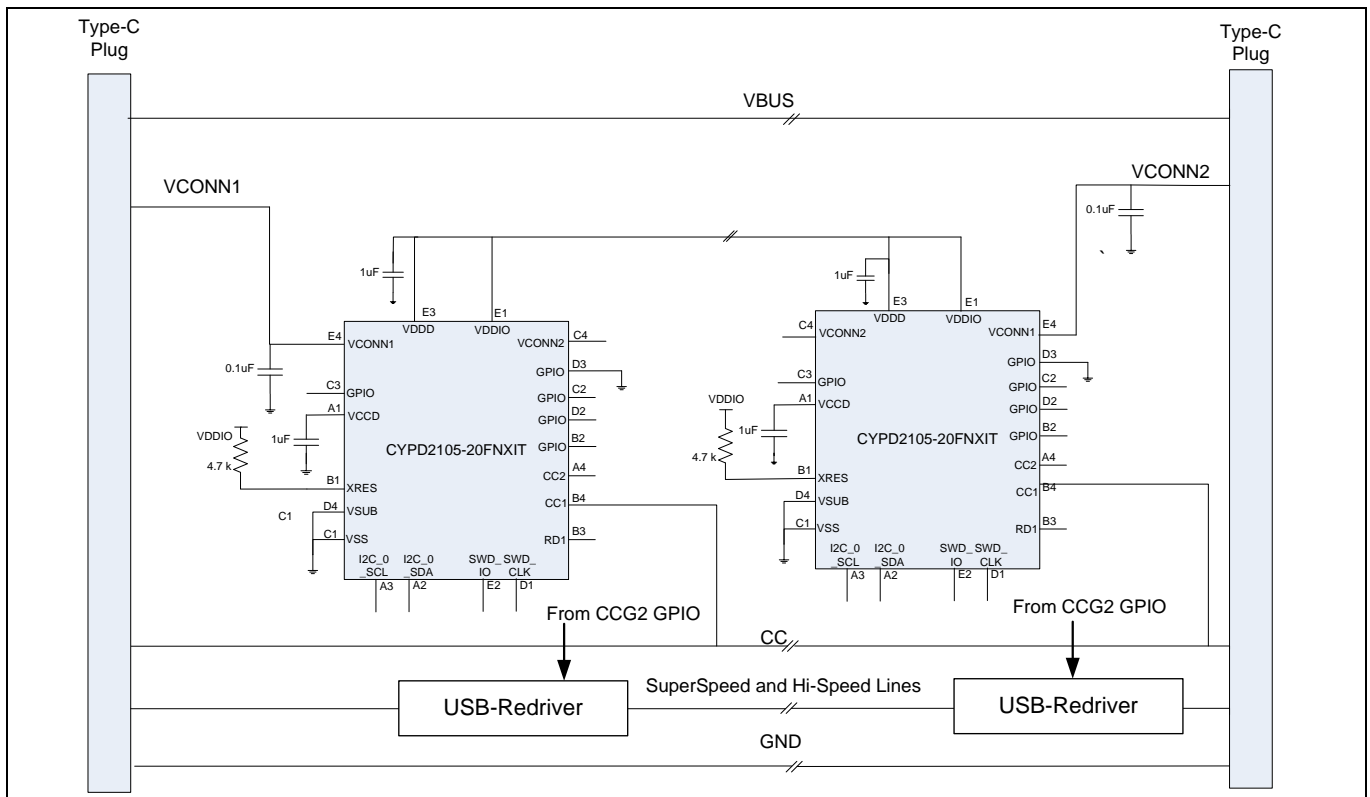 Type-C
Plug
Type-C
Plug
VBUS
VCONN1
VCONN2
0.1uF
1uF
E3
E1
VDDD
VDDIO
E4
VCONN1
VCONN2
C4
0.1uF
GPIO
D3
C3
GPIO
GPIO
C2
A1
VCCD
GPIO
D2
VDDIO
1uF
GPIO
B2
4.7 k
CYPD2105-20FNXIT
CC2
A4
B1
XRES
CC1
B4
D4
VSUB
C1
C1
VSS
RD1
B3
I2C_0
_SCL
I2C_0
_SDA
SWD_
IO
SWD_
CLK
A3
A2
E2
D1
1uF
E3
E1
VDDD
VDDIO
C4
VCONN2
VCONN1
E4
GPIO
D3
C3
GPIO
GPIO
C2
A1
VCCD
GPIO
D2
VDDIO
1uF
GPIO
B2
4.7 k
CYPD2105-20FNXIT
CC2
A4
B1
XRES
CC1
B4
D4
VSUB
C1
VSS
RD1
B3
I2C_0
_SCL
I2C_0
_SDA
SWD_
IO
SWD_
CLK
A3
A2
E2
D1
From CCG2 GPIO
From CCG2 GPIO
CC
USB-Redriver
SuperSpeed and Hi-Speed Lines
USB-Redriver
GND